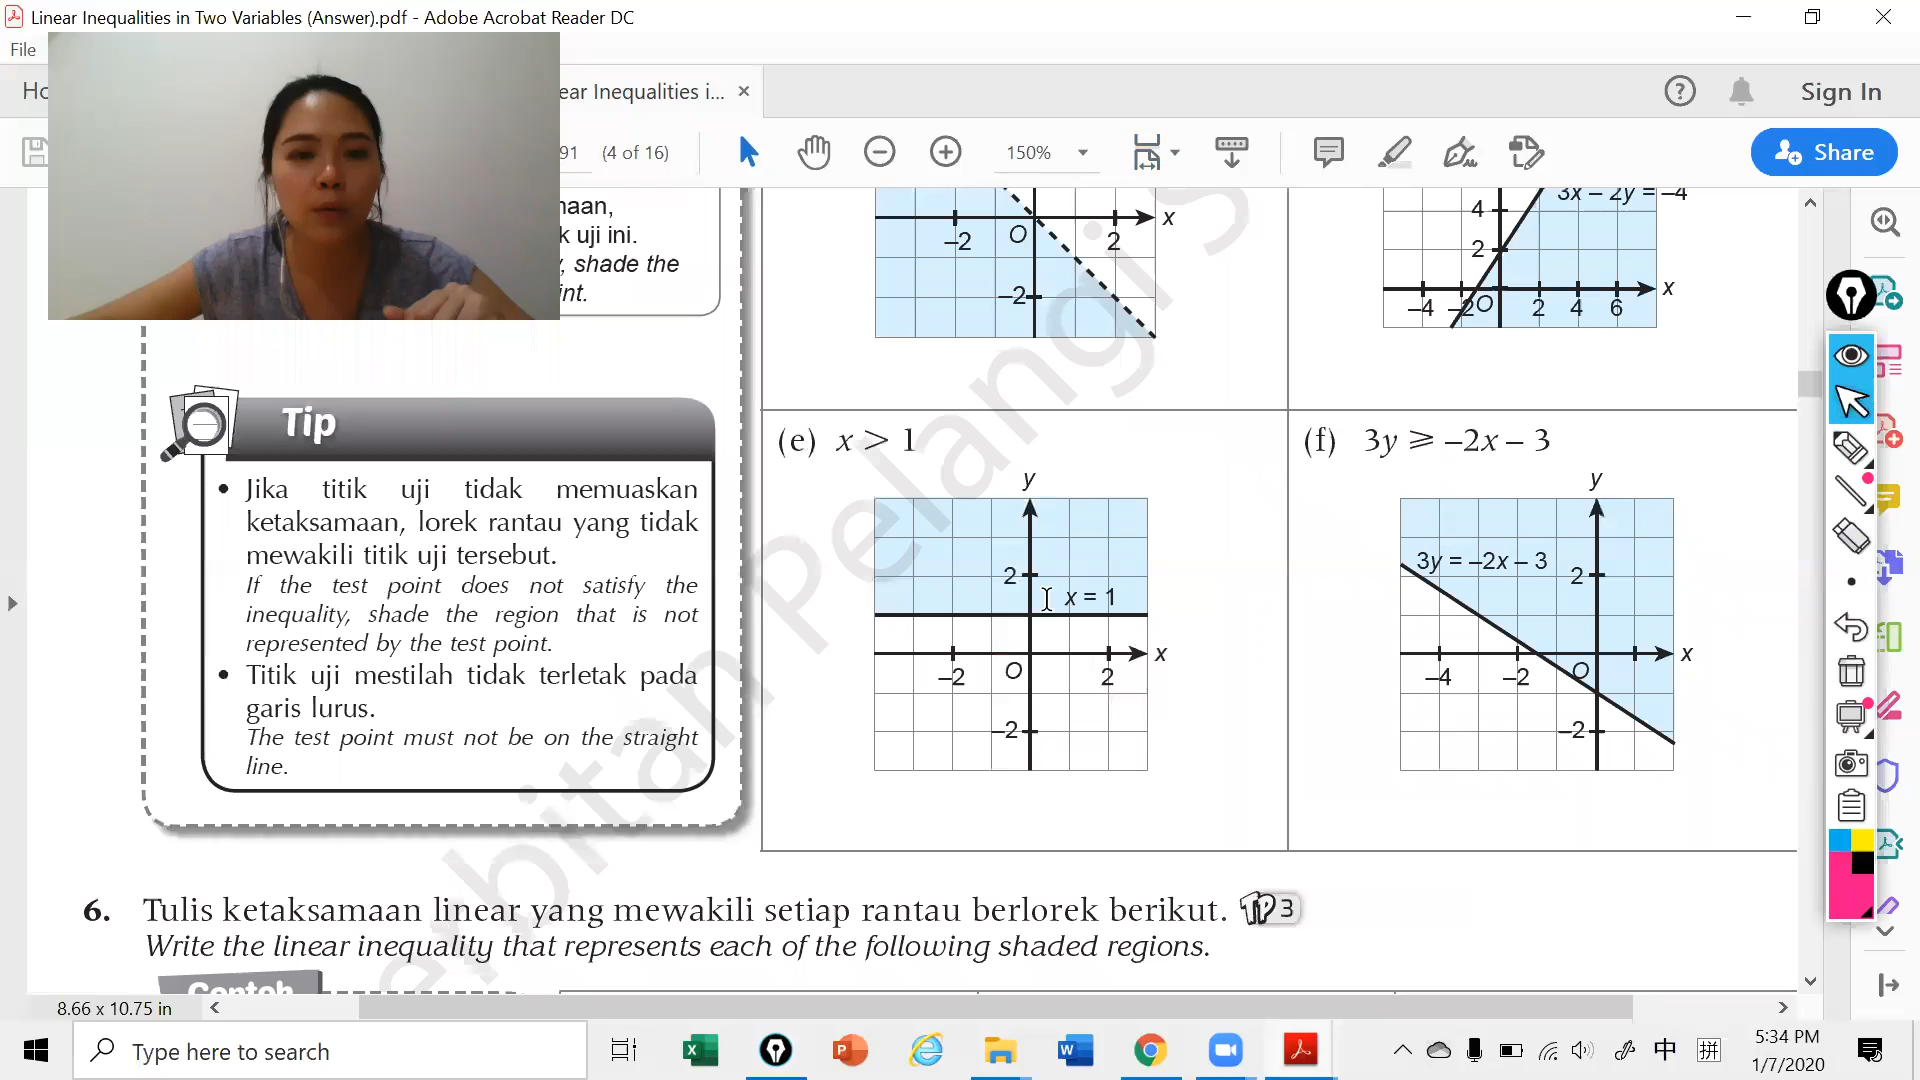 Linear Inequalities in Two Variables (Answer).pdf - Adobe Acrobat Reader DC
File
Ho
ear Inequalities i...
Sign In
91 (4 of 16)
150%
Share
naan,
k uji ini.
, shade the
int.
Tip
• Jika titik uji tidak memuaskan
ketaksamaan, lorek rantau yang tidak
mewakili titik uji tersebut.
If the test point does not satisfy the
inequality, shade the region that is not
represented by the test point.
• Titik uji mestilah tidak terletak pada
garis lurus.
The test point must not be on the straight
line.
x
–2 O 2
–2
3x – 2y = –4
4
2
x
–4 –2 O 2 4 6
(e) x > 1
y
2
x = 1
x
–2 O 2
–2
(f) 3y ⩾ –2x – 3
y
3y = –2x – 3
2
x
–4 –2 O
–2
erbitan Pelangi S
6. Tulis ketaksamaan linear yang mewakili setiap rantau berlorek berikut. TP 3
Write the linear inequality that represents each of the following shaded regions.
Contoh
8.66 x 10.75 in
Type here to search
中
拼
5:34 PM
1/7/2020